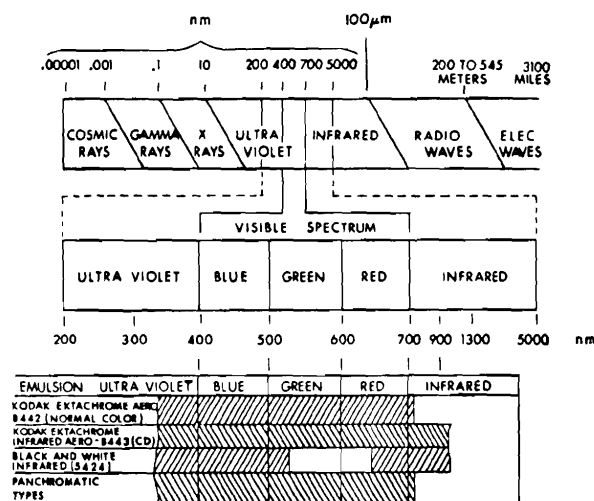 nm
100μm
.00001 .001 .1 10 200 400 700 5000
200 TO 545 METERS
3100 MILES
COSMIC RAYS
GAMMA RAYS
X RAYS
ULTRA VIOLET
INFRARED
RADIO WAVES
ELEC WAVES
VISIBLE SPECTRUM
ULTRA VIOLET BLUE GREEN RED INFRARED
200 300 400 500 600 700 900 1300 5000 nm
EMULSION ULTRA VIOLET BLUE GREEN RED INFRARED
KODAK EKTACHROME AERO
8442 (NORMAL COLOR)
KODAK EKTACHROME
INFRARED AERO-8443(CD)
BLACK AND WHITE
INFRARED (5424)
PANCHROMATIC
TYPES